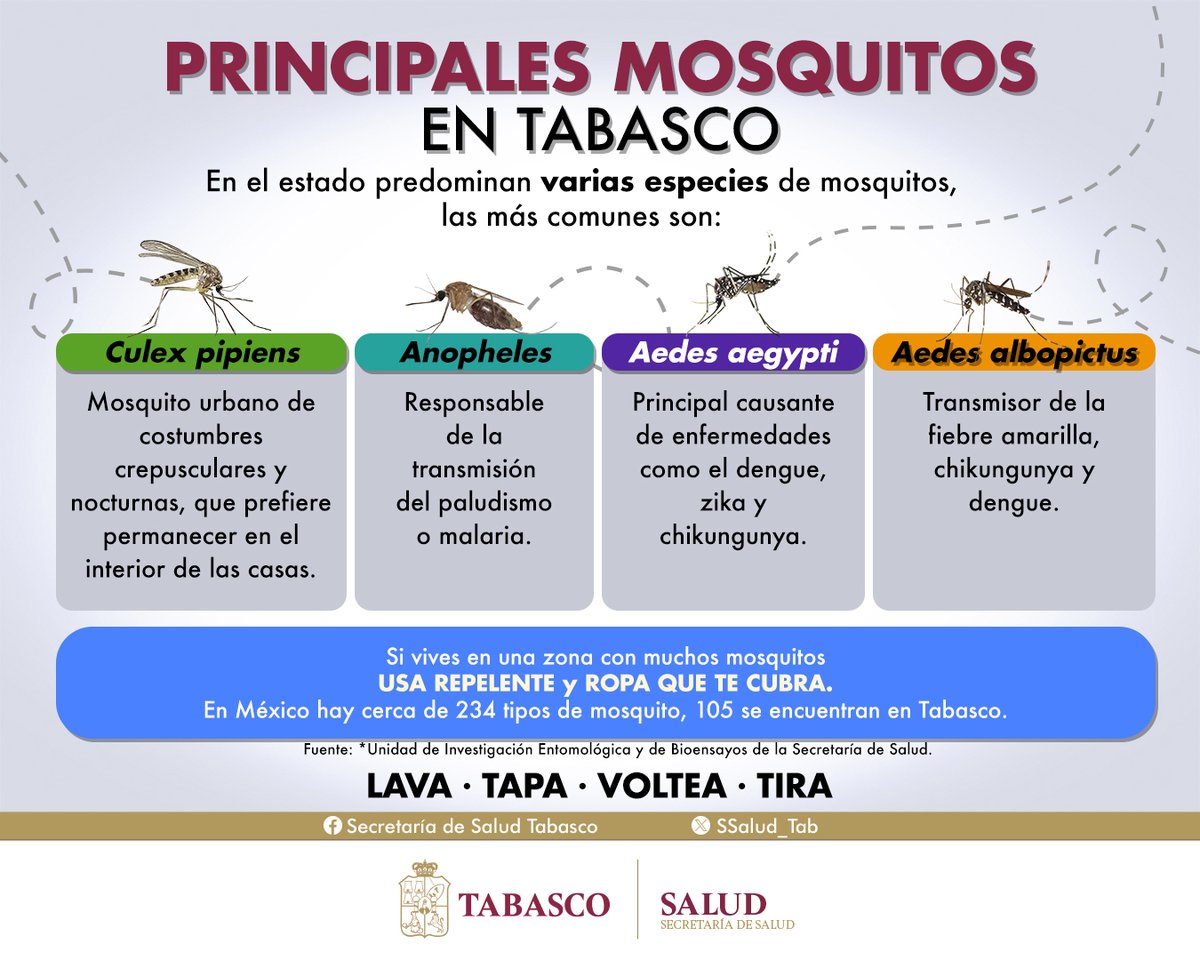 PRINCIPALES MOSQUITOS
EN TABASCO
En el estado predominan varias especies de mosquitos,
las más comunes son:
Culex pipiens
Mosquito urbano de
costumbres
crepusculares y
nocturnas, que prefiere
permanecer en el
interior de las casas.
Anopheles
Responsable
de la
transmisión
del paludismo
o malaria.
Aedes aegypti
Principal causante
de enfermedades
como el dengue,
zika y
chikungunya.
Aedes albopictus
Transmisor de la
fiebre amarilla,
chikungunya y
dengue.
Si vives en una zona con muchos mosquitos
USA REPELENTE y ROPA QUE TE CUBRA.
En México hay cerca de 234 tipos de mosquito, 105 se encuentran en Tabasco.
Fuente: *Unidad de Investigación Entomológica y de Bioensayos de la Secretaría de Salud.
LAVA · TAPA · VOLTEA · TIRA
Secretaría de Salud Tabasco
SSalud_Tab
TABASCO
SALUD
SECRETARÍA DE SALUD